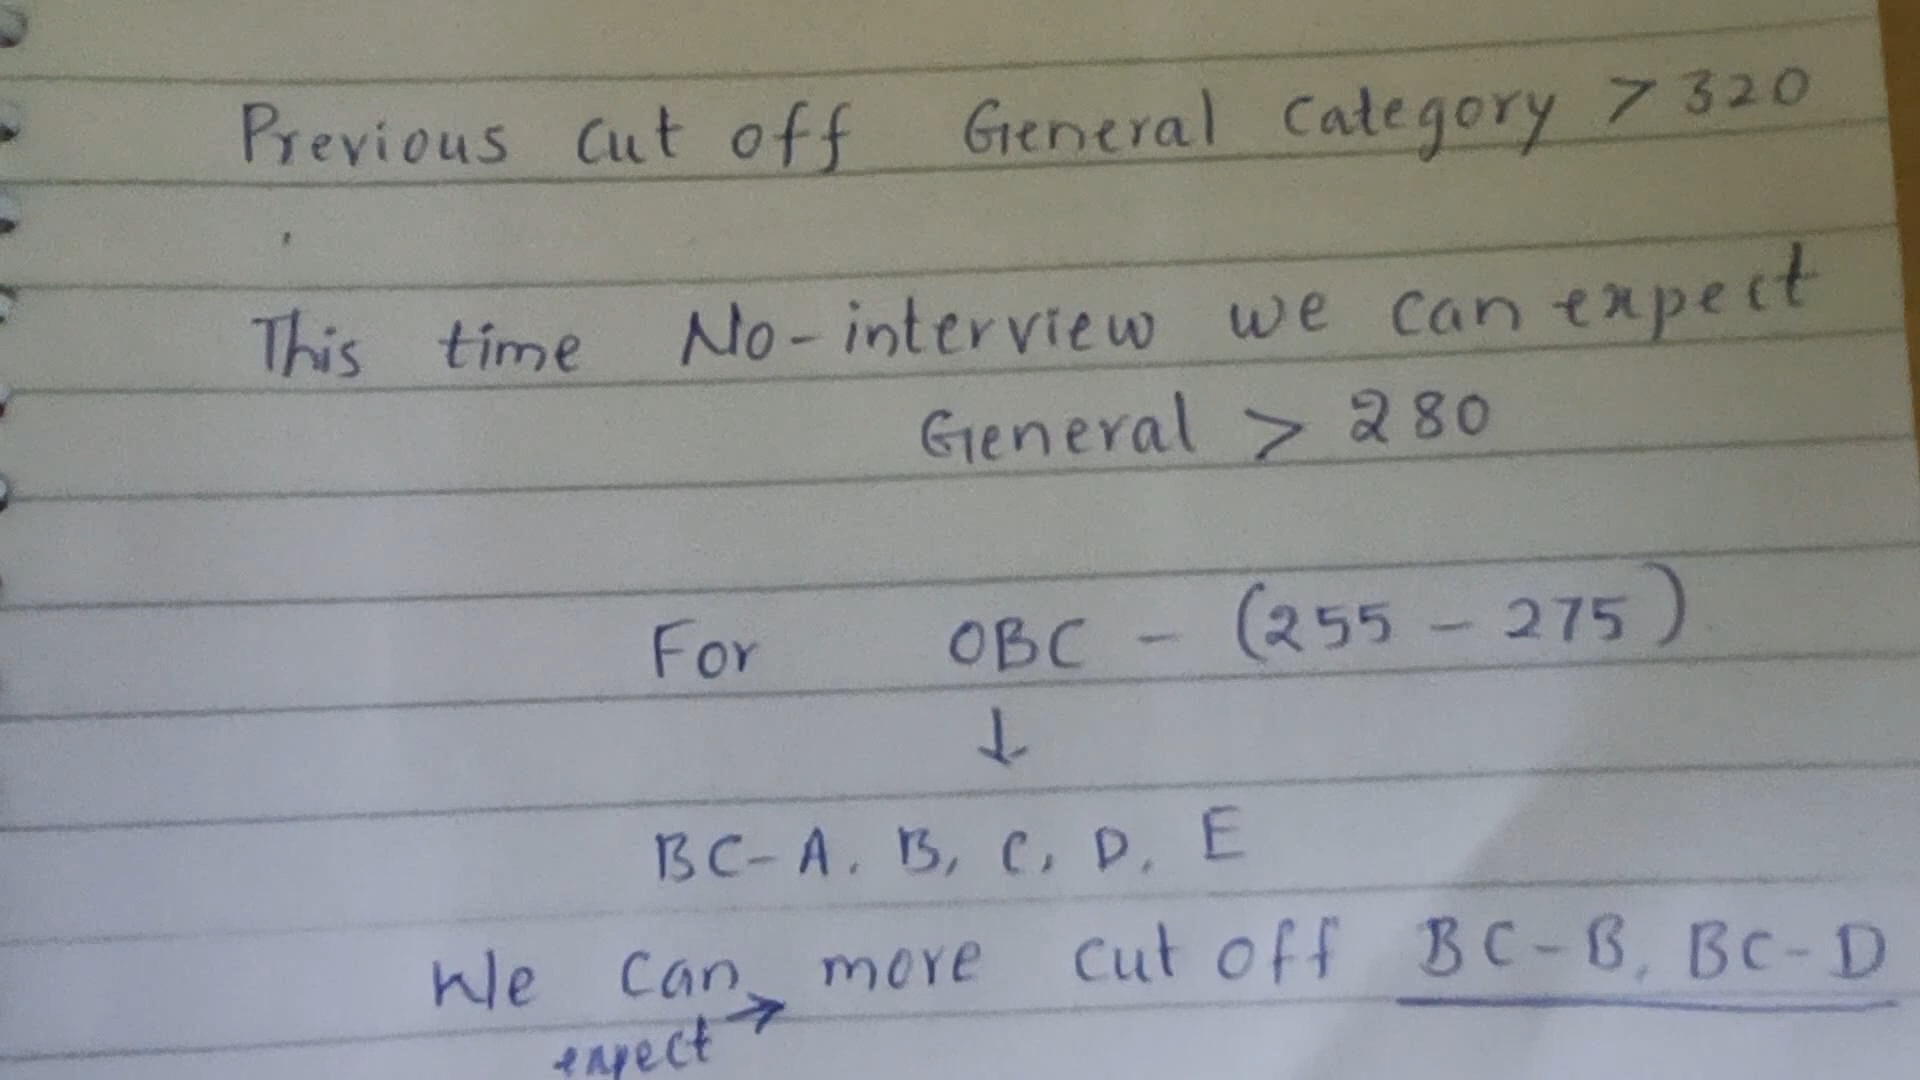 Previous cut off General Category > 320
This time No-interview we can expect
General > 280
For OBC - (255 - 275)
↓
BC-A, B, C, D, E
We can more cut off BC-B, BC-D
expect →